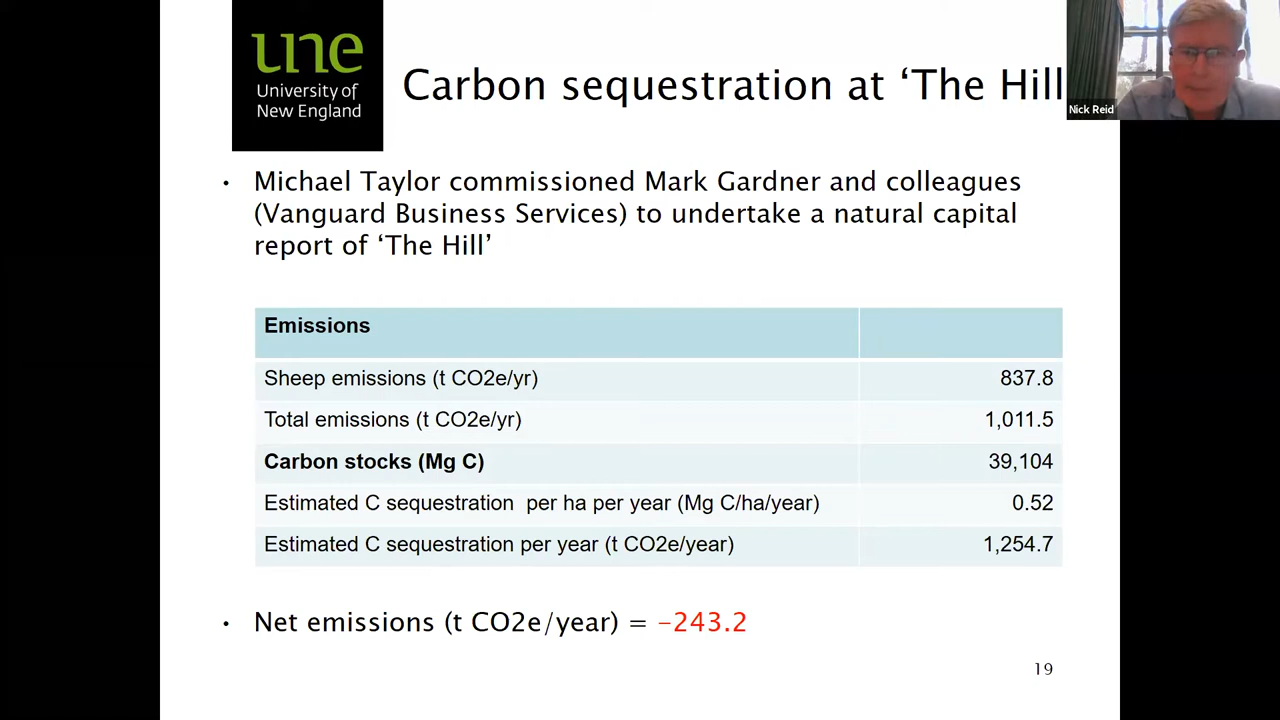 une
University of
New England
Carbon sequestration at ‘The Hill
Nick Reid
• Michael Taylor commissioned Mark Gardner and colleagues
(Vanguard Business Services) to undertake a natural capital
report of ‘The Hill’
Emissions
Sheep emissions (t CO2e/yr) 837.8
Total emissions (t CO2e/yr) 1,011.5
Carbon stocks (Mg C) 39,104
Estimated C sequestration per ha per year (Mg C/ha/year) 0.52
Estimated C sequestration per year (t CO2e/year) 1,254.7
• Net emissions (t CO2e/year) = -243.2
19